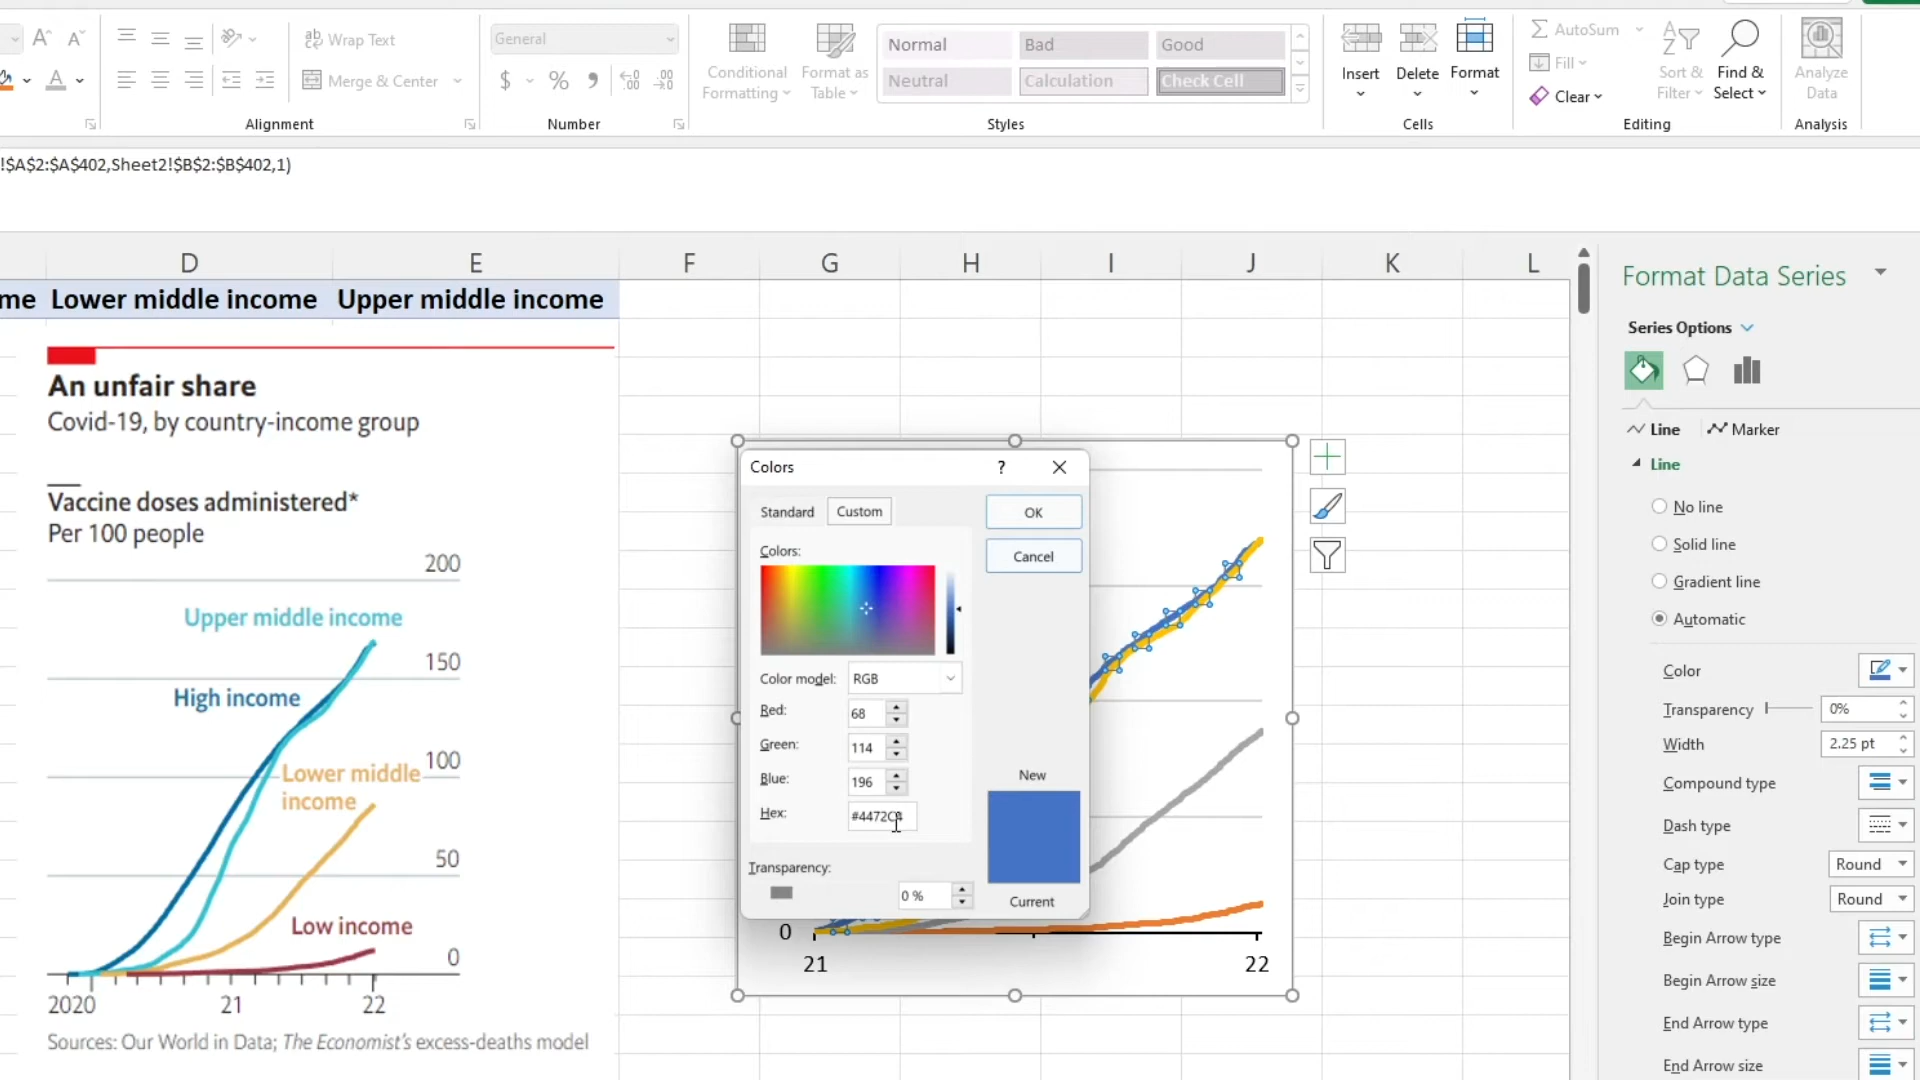 General
Wrap Text
Merge & Center
$ % 9
Conditional Formatting
Format as Table
Normal Bad Good
Neutral Calculation Check Cell
Insert Delete Format
AutoSum
Fill
Clear
Sort & Filter
Find & Select
Analyze Data
Alignment Number Styles Cells Editing Analysis
!$A$2:$A$402,Sheet2!$B$2:$B$402,1)
D E F G H I J K L
me Lower middle income Upper middle income
An unfair share
Covid-19, by country-income group
Vaccine doses administered*
Per 100 people
200
Upper middle income
150
High income
100
Lower middle
income
50
Low income
0
2020 21 22
Sources: Our World in Data; The Economist's excess-deaths model
Colors ?
Standard Custom
OK
Cancel
Colors:
Color model: RGB
Red: 68
Green: 114
Blue: 196
Hex: #4472C4
Transparency:
0 %
New
Current
0
21 22
Format Data Series
Series Options
Line Marker
Line
No line
Solid line
Gradient line
Automatic
Color
Transparency 0%
Width 2.25 pt
Compound type
Dash type
Cap type Round
Join type Round
Begin Arrow type
Begin Arrow size
End Arrow type
End Arrow size